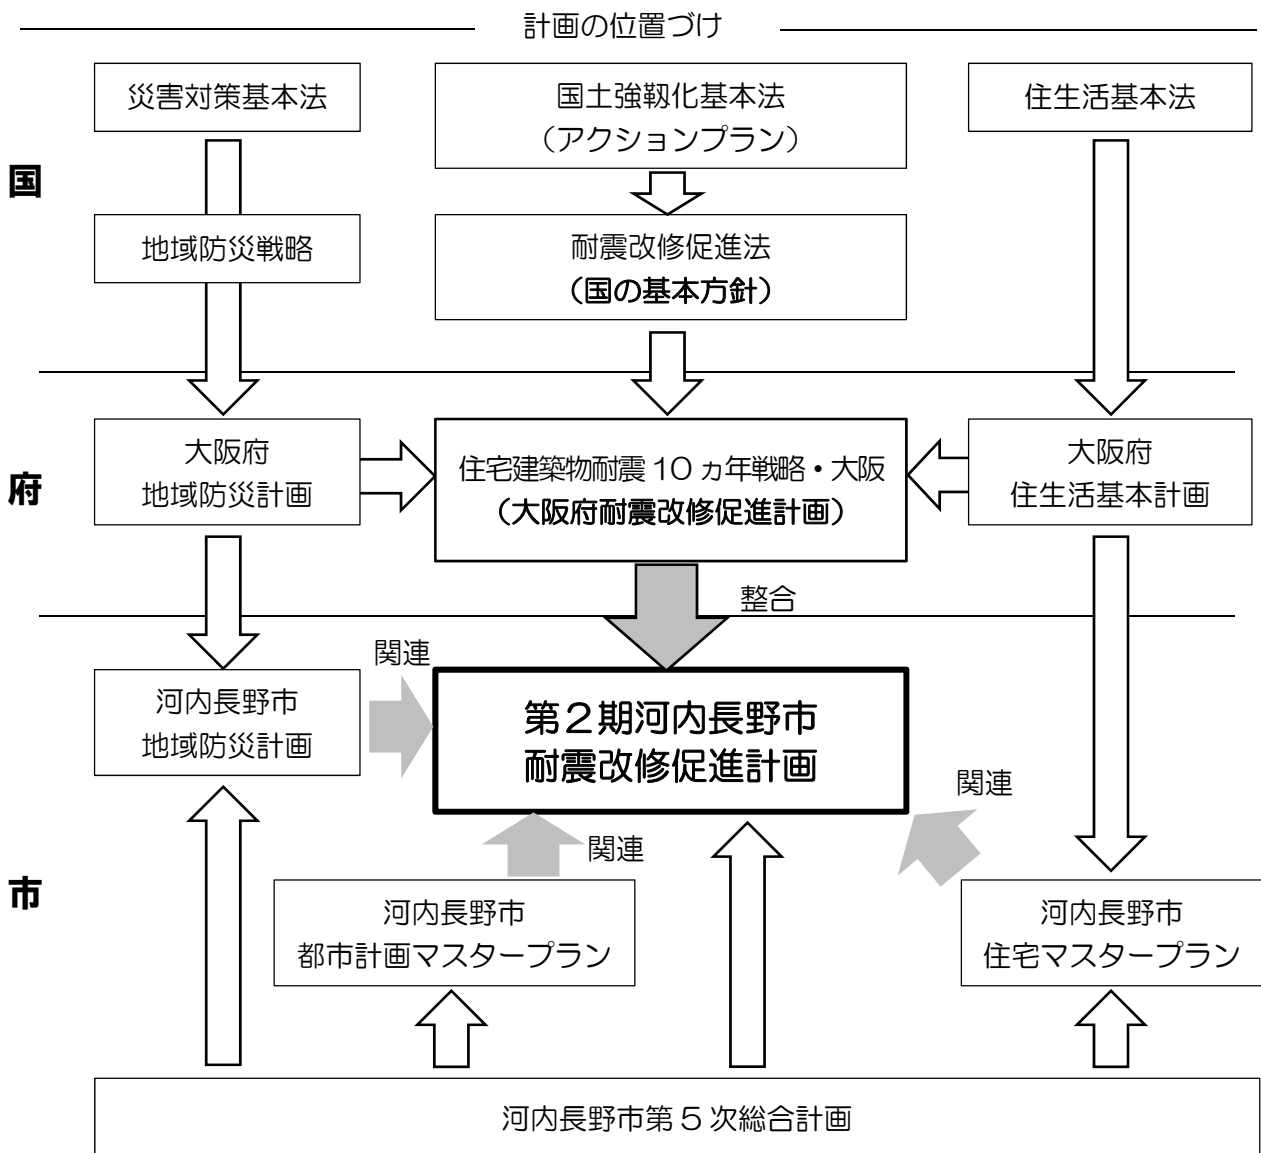 計画の位置づけ
災害対策基本法
国土強靱化基本法
（アクションプラン）
住生活基本法
国
地域防災戦略
耐震改修促進法
（国の基本方針）
府
大阪府
地域防災計画
住宅建築物耐震10ヵ年戦略・大阪
（大阪府耐震改修促進計画）
大阪府
住生活基本計画
整合
関連
河内長野市
地域防災計画
第２期河内長野市
耐震改修促進計画
関連
関連
市
河内長野市
都市計画マスタープラン
河内長野市
住宅マスタープラン
河内長野市第５次総合計画